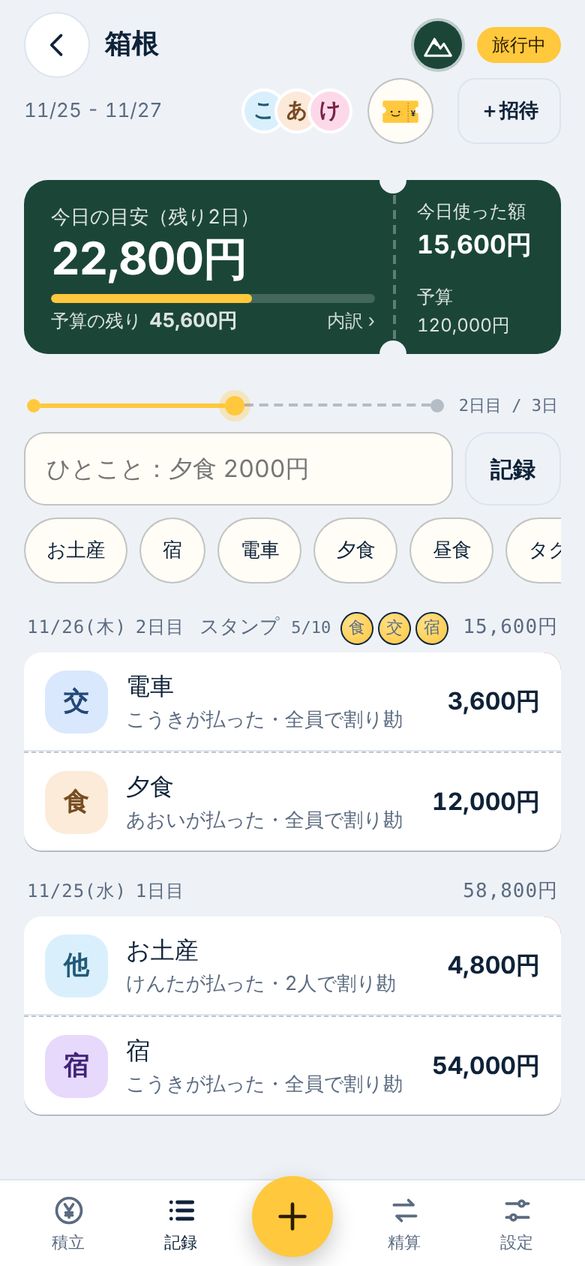 箱根
旅行中
11/25 - 11/27
こ あ け
¥
+招待
今日の目安（残り2日）
22,800円
予算の残り 45,600円
内訳 ›
今日使った額
15,600円
予算
120,000円
2日目 / 3日
ひとこと：夕食 2000円
記録
お土産 宿 電車 夕食 昼食 タク
11/26(木) 2日目 スタンプ 5/10 食 交 宿 15,600円
交
電車
こうきが払った・全員で割り勘
3,600円
食
夕食
あおいが払った・全員で割り勘
12,000円
11/25(水) 1日目 58,800円
他
お土産
けんたが払った・2人で割り勘
4,800円
宿
宿
こうきが払った・全員で割り勘
54,000円
¥
積立 記録 + 精算 設定